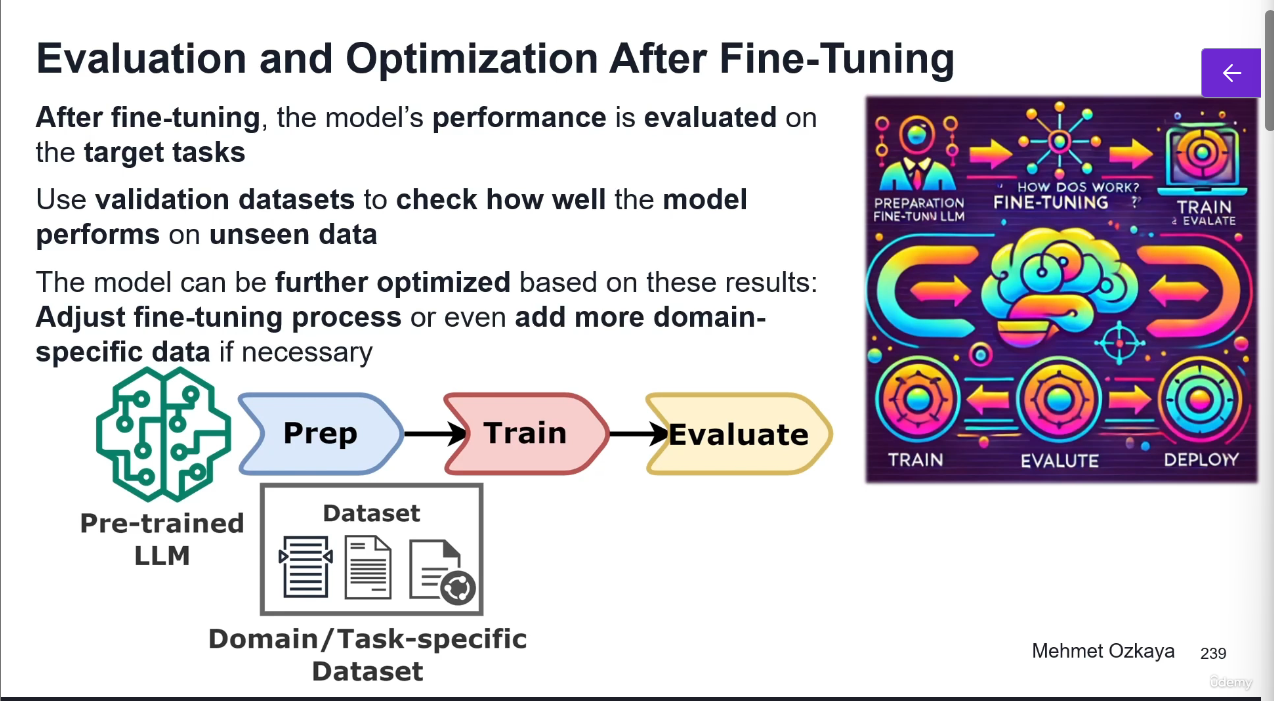 Evaluation and Optimization After Fine-Tuning
After fine-tuning, the model's performance is evaluated on
the target tasks
Use validation datasets to check how well the model
performs on unseen data
The model can be further optimized based on these results:
Adjust fine-tuning process or even add more domain-
specific data if necessary
Prep
Train
Evaluate
Pre-trained
LLM
Dataset
Domain/Task-specific
Dataset
PREPARATION
FINE-TUNN LLM
HOW DOS WORK?
FINE-TUNING ?
TRAIN
& EVALATE
TRAIN
EVALUTE
DEPLOYY
Mehmet Ozkaya
239
ûdemy